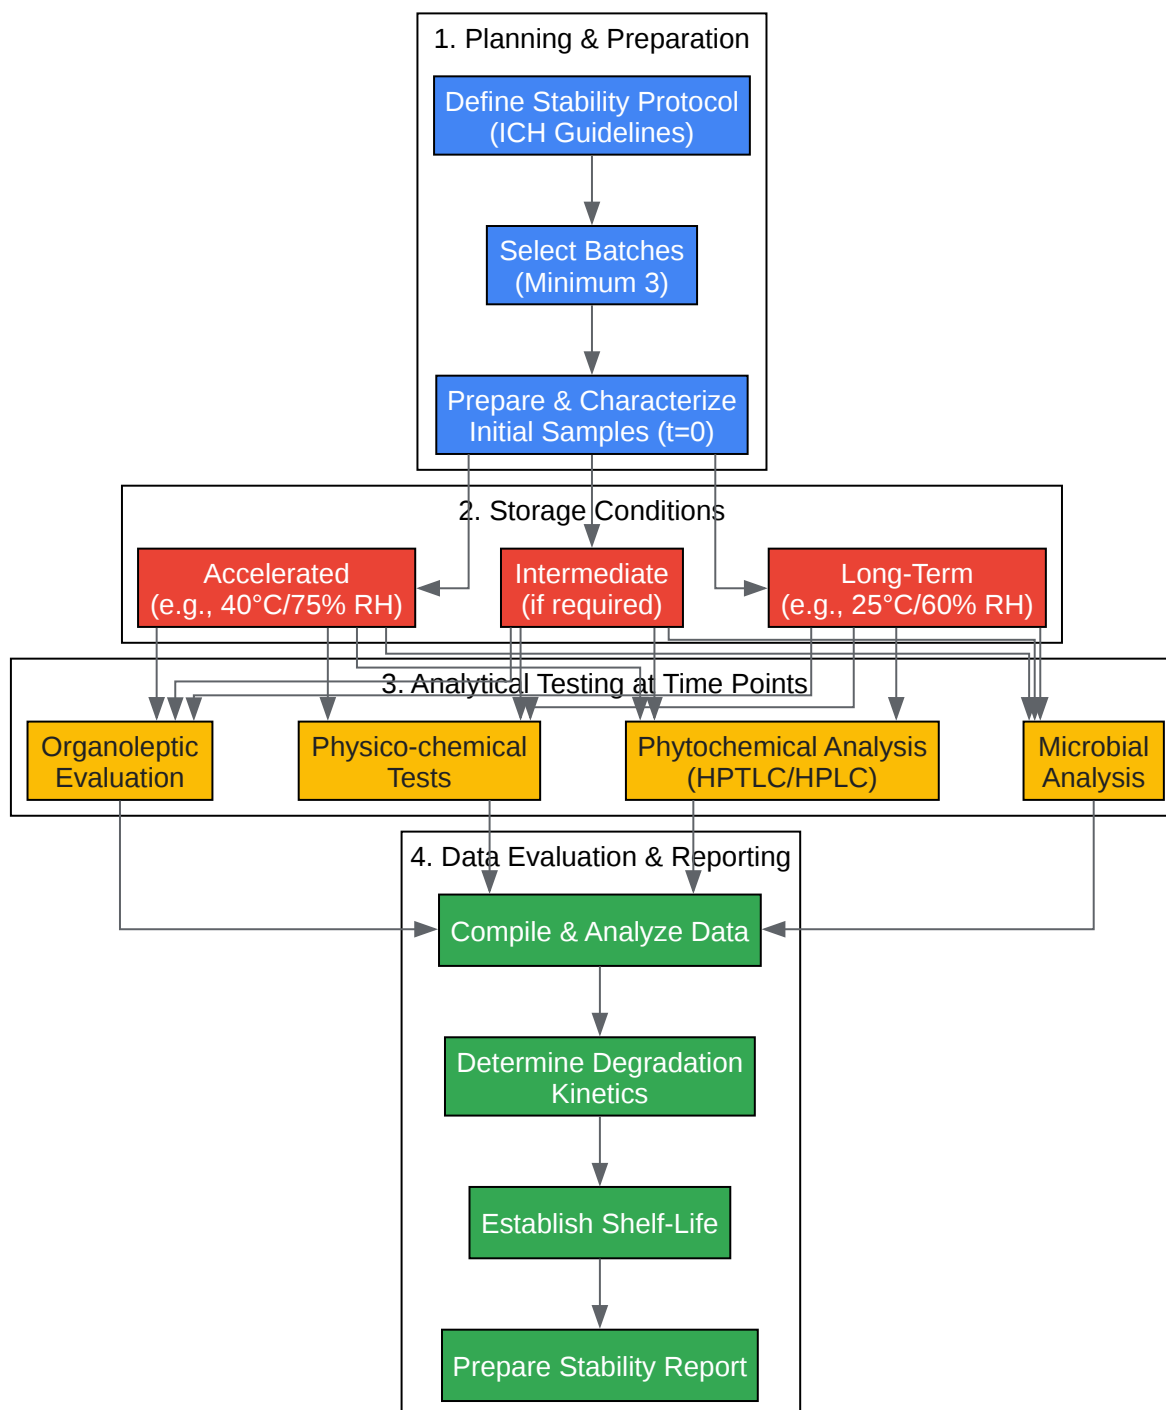 1. Planning & Preparation
Define Stability Protocol
(ICH Guidelines)
Select Batches
(Minimum 3)
Prepare & Characterize
Initial Samples (t=0)
2. Storage Conditions
Accelerated
(e.g., 40°C/75% RH)
Intermediate
(if required)
Long-Term
(e.g., 25°C/60% RH)
3. Analytical Testing at Time Points
Organoleptic
Evaluation
Physico-chemical
Tests
Phytochemical Analysis
(HPTLC/HPLC)
Microbial
Analysis
4. Data Evaluation & Reporting
Compile & Analyze Data
Determine Degradation
Kinetics
Establish Shelf-Life
Prepare Stability Report